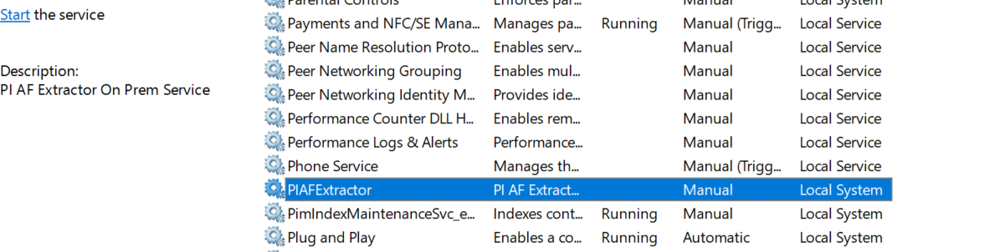 Start the service
Description:
PI AF Extractor On Prem Service
Parental Controls Enforces par... Manual Local System
Payments and NFC/SE Mana... Manages pa... Running Manual (Trigg... Local Service
Peer Name Resolution Proto... Enables serv... Manual Local Service
Peer Networking Grouping Enables mul... Manual Local Service
Peer Networking Identity M... Provides ide... Manual Local Service
Performance Counter DLL H... Enables rem... Manual Local Service
Performance Logs & Alerts Performance... Manual Local Service
Phone Service Manages th... Manual (Trigg... Local Service
PIAFExtractor PI AF Extract... Manual Local System
PimIndexMaintenanceSvc_e... Indexes cont... Running Manual Local System
Plug and Play Enables a co... Running Automatic Local System